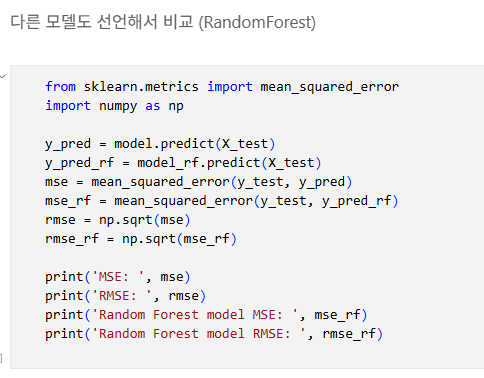 다른 모델도 선언해서 비교 (RandomForest)
from sklearn.metrics import mean_squared_error
import numpy as np
y_pred = model.predict(X_test)
y_pred_rf = model_rf.predict(X_test)
mse = mean_squared_error(y_test, y_pred)
mse_rf = mean_squared_error(y_test, y_pred_rf)
rmse = np.sqrt(mse)
rmse_rf = np.sqrt(mse_rf)
print('MSE: ', mse)
print('RMSE: ', rmse)
print('Random Forest model MSE: ', mse_rf)
print('Random Forest model RMSE: ', rmse_rf)
]